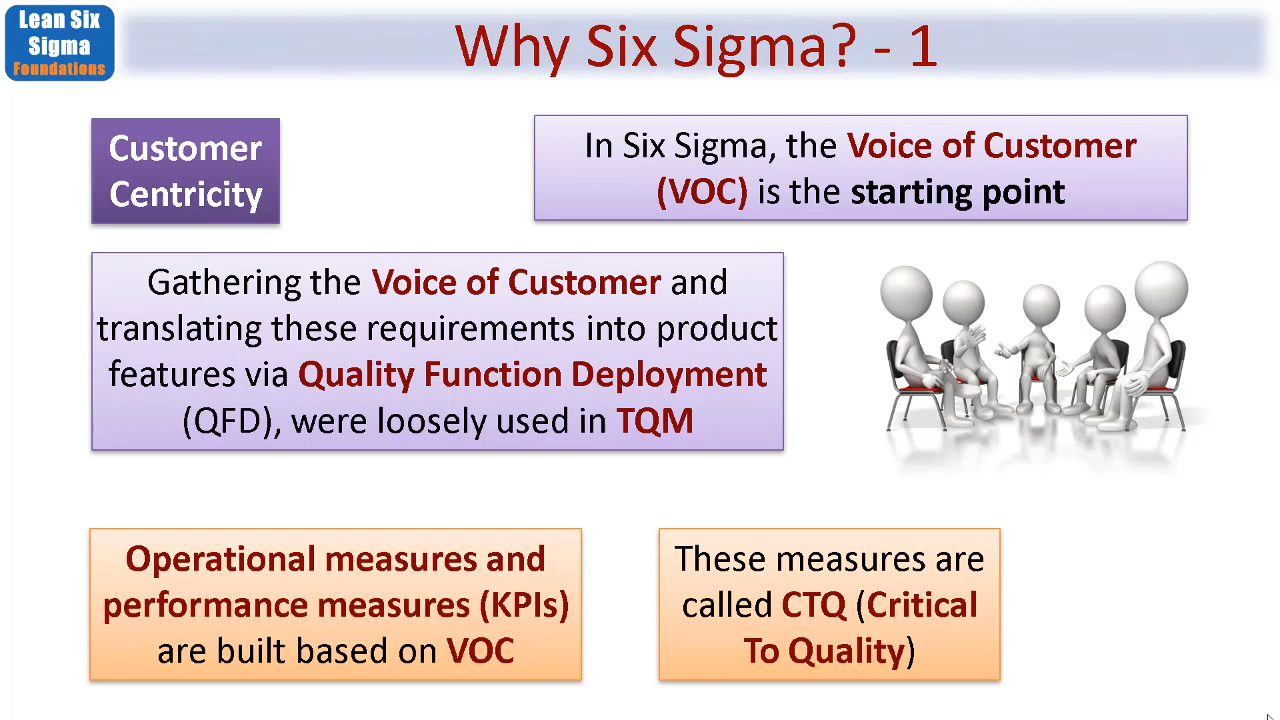 Lean Six
Sigma
Foundations
Why Six Sigma? - 1
Customer
Centricity
In Six Sigma, the Voice of Customer
(VOC) is the starting point
Gathering the Voice of Customer and
translating these requirements into product
features via Quality Function Deployment
(QFD), were loosely used in TQM
Operational measures and
performance measures (KPIs)
are built based on VOC
These measures are
called CTQ (Critical
To Quality)